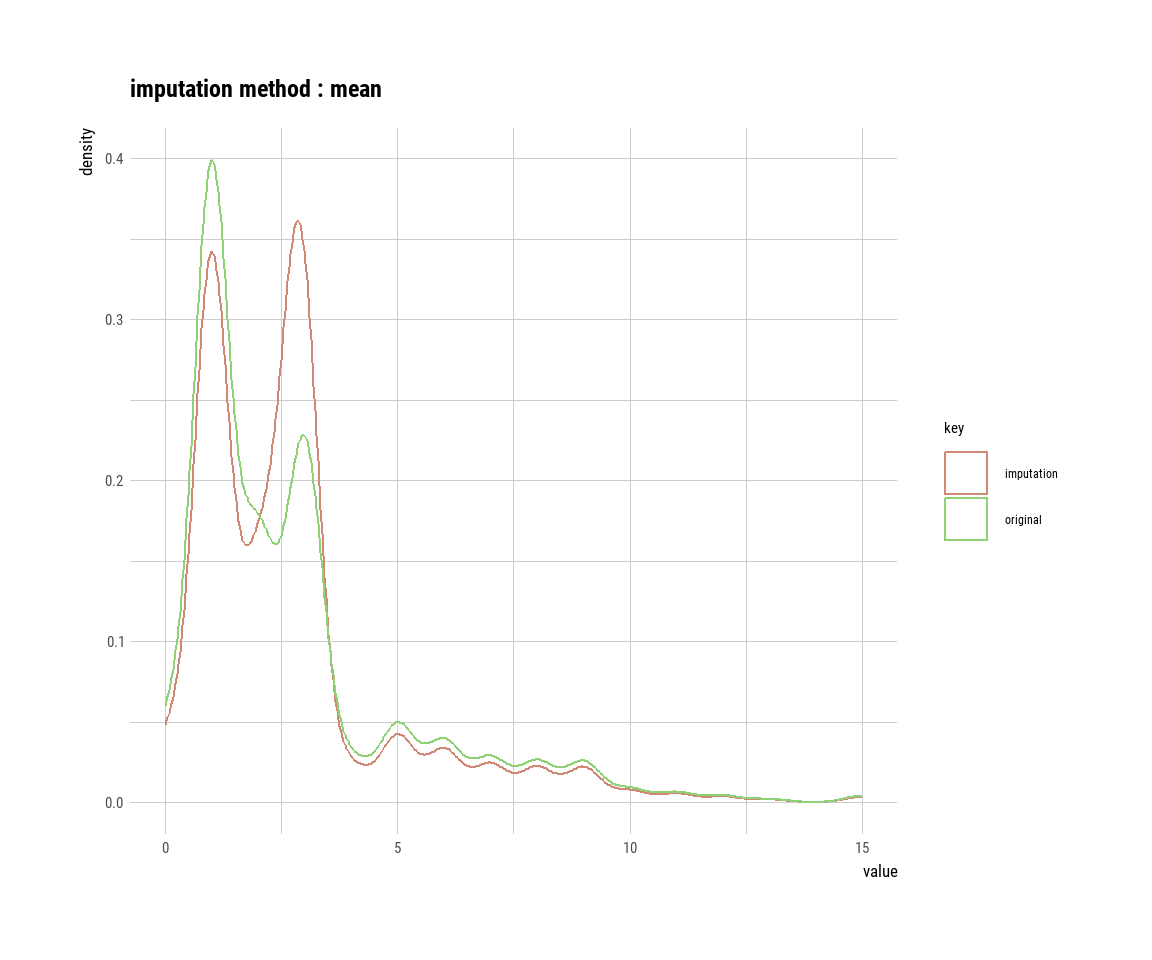 imputation method : mean
density
0.4
0.3
0.2
0.1
0.0
0 5 10 15
value
key
imputation
original